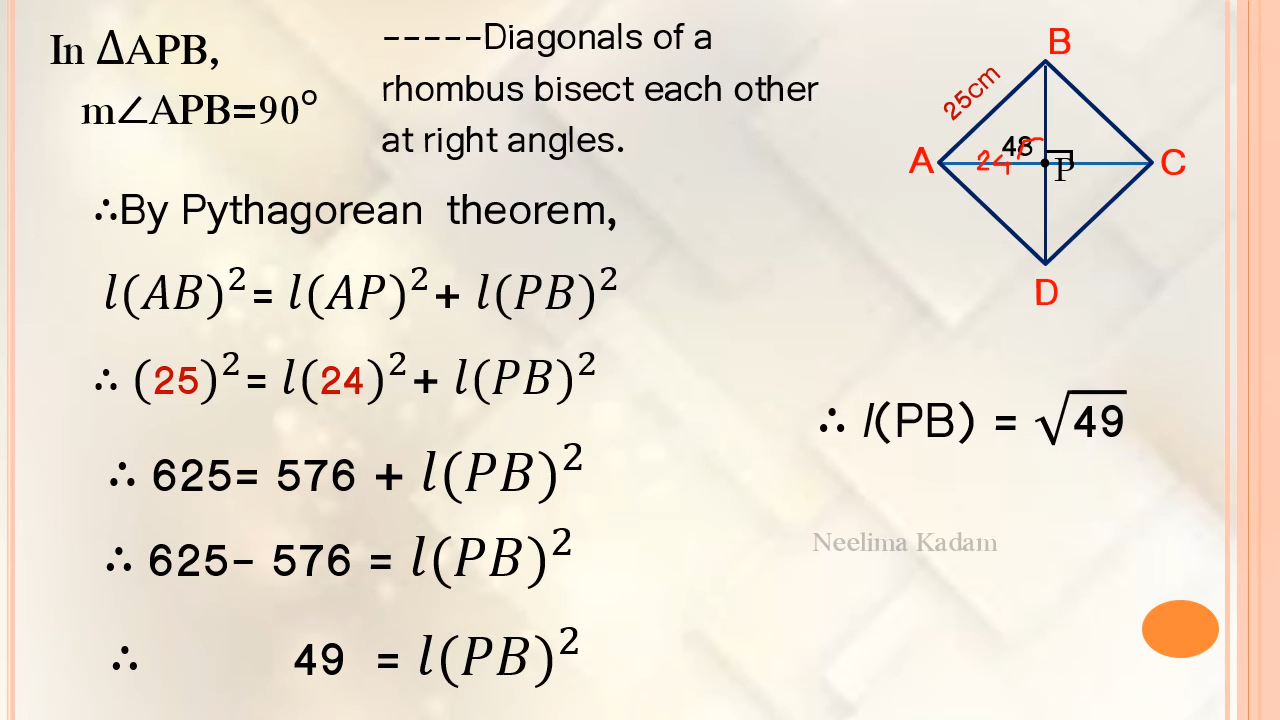 In ΔAPB,
m∠APB=90°
-----Diagonals of a
rhombus bisect each other
at right angles.
∴By Pythagorean theorem,
l(AB)²= l(AP)²+ l(PB)²
∴ (25)²= l(24)²+ l(PB)²
∴ 625= 576 + l(PB)²
∴ 625- 576 = l(PB)²
∴ 49 = l(PB)²
B
25cm
48
24
A
P
C
D
∴ l(PB) = √49
Neelima Kadam